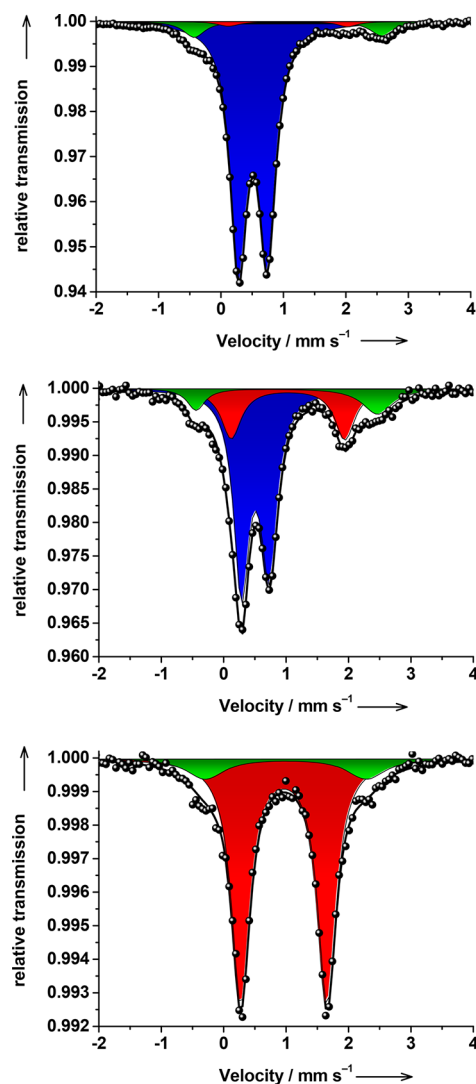 1.00
0.99
0.98
0.97
0.96
0.95
0.94
relative transmission
-2 -1 0 1 2 3 4
Velocity / mm s⁻¹
1.000
0.995
0.990
0.985
0.980
0.975
0.970
0.965
0.960
relative transmission
-2 -1 0 1 2 3 4
Velocity / mm s⁻¹
1.000
0.999
0.998
0.997
0.996
0.995
0.994
0.993
0.992
relative transmission
-2 -1 0 1 2 3 4
Velocity / mm s⁻¹